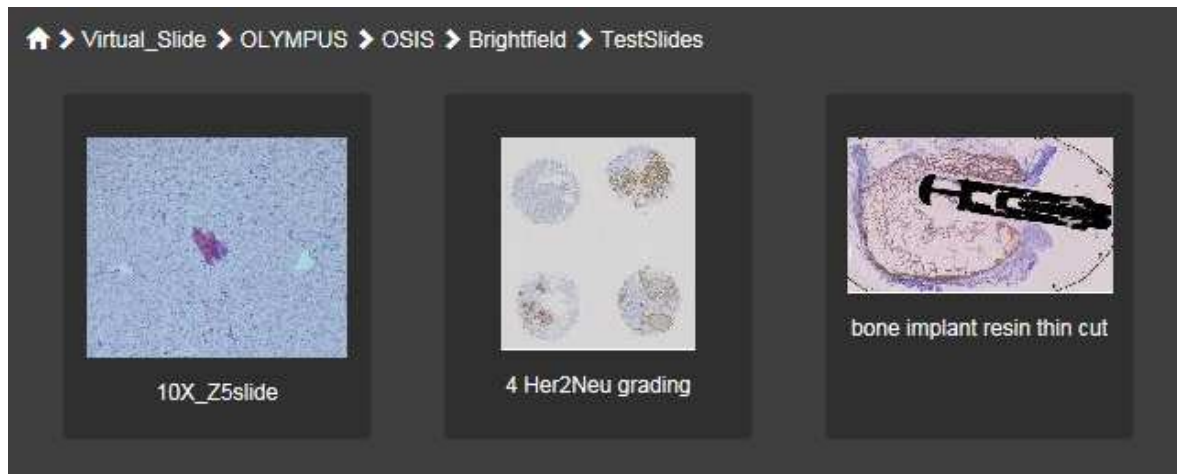 Virtual_Slide > OLYMPUS > OSIS > Brightfield > TestSlides
10X_Z5slide
4 Her2Neu grading
bone implant resin thin cut